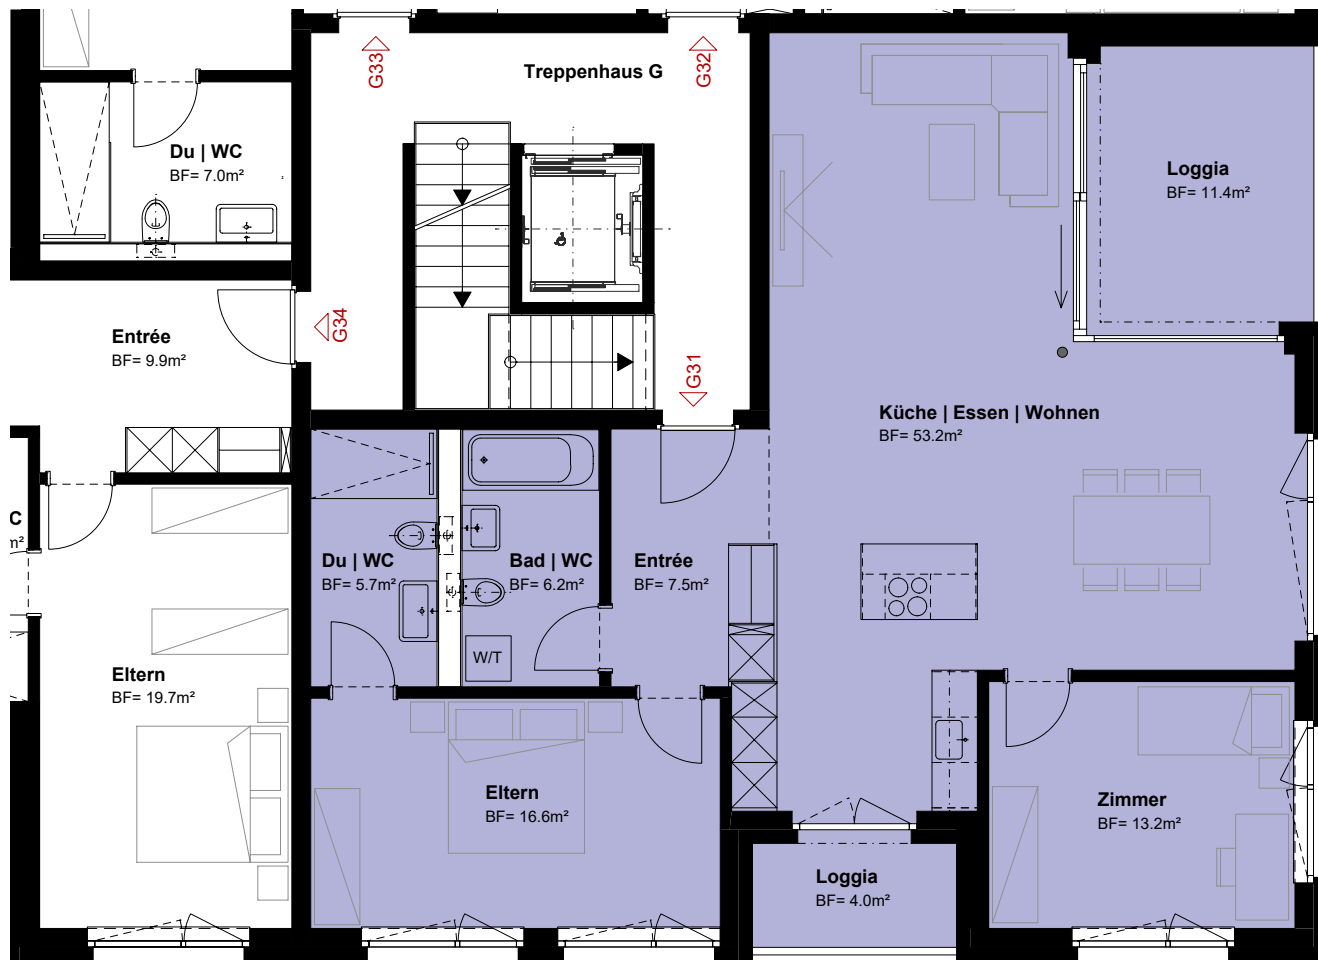 Treppenhaus G
G33
G32
Du | WC
BF= 7.0m²
Loggia
BF= 11.4m²
Entrée
BF= 9.9m²
G34
G31
Küche | Essen | Wohnen
BF= 53.2m²
C
m²
Du | WC
BF= 5.7m²
Bad | WC
BF= 6.2m²
Entrée
BF= 7.5m²
W/T
Eltern
BF= 19.7m²
Eltern
BF= 16.6m²
Zimmer
BF= 13.2m²
Loggia
BF= 4.0m²